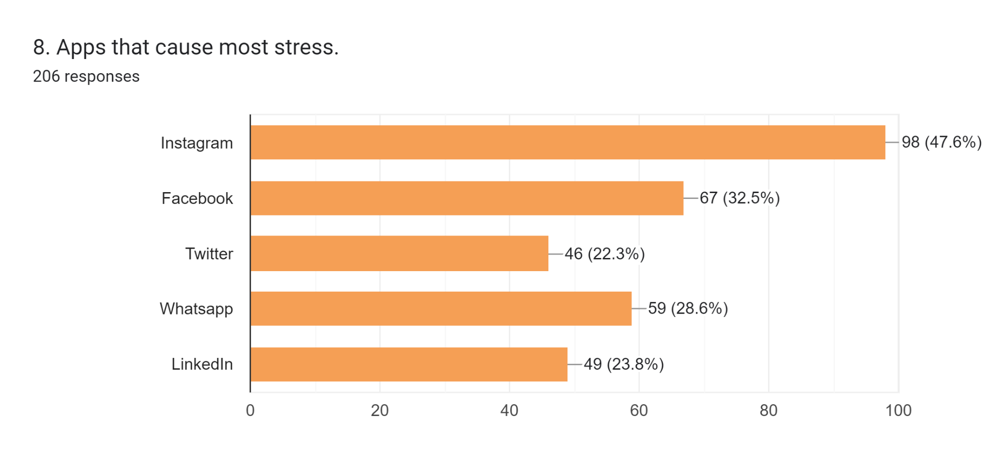 8. Apps that cause most stress.
206 responses
Instagram 98 (47.6%)
Facebook 67 (32.5%)
Twitter 46 (22.3%)
Whatsapp 59 (28.6%)
LinkedIn 49 (23.8%)
0 20 40 60 80 100